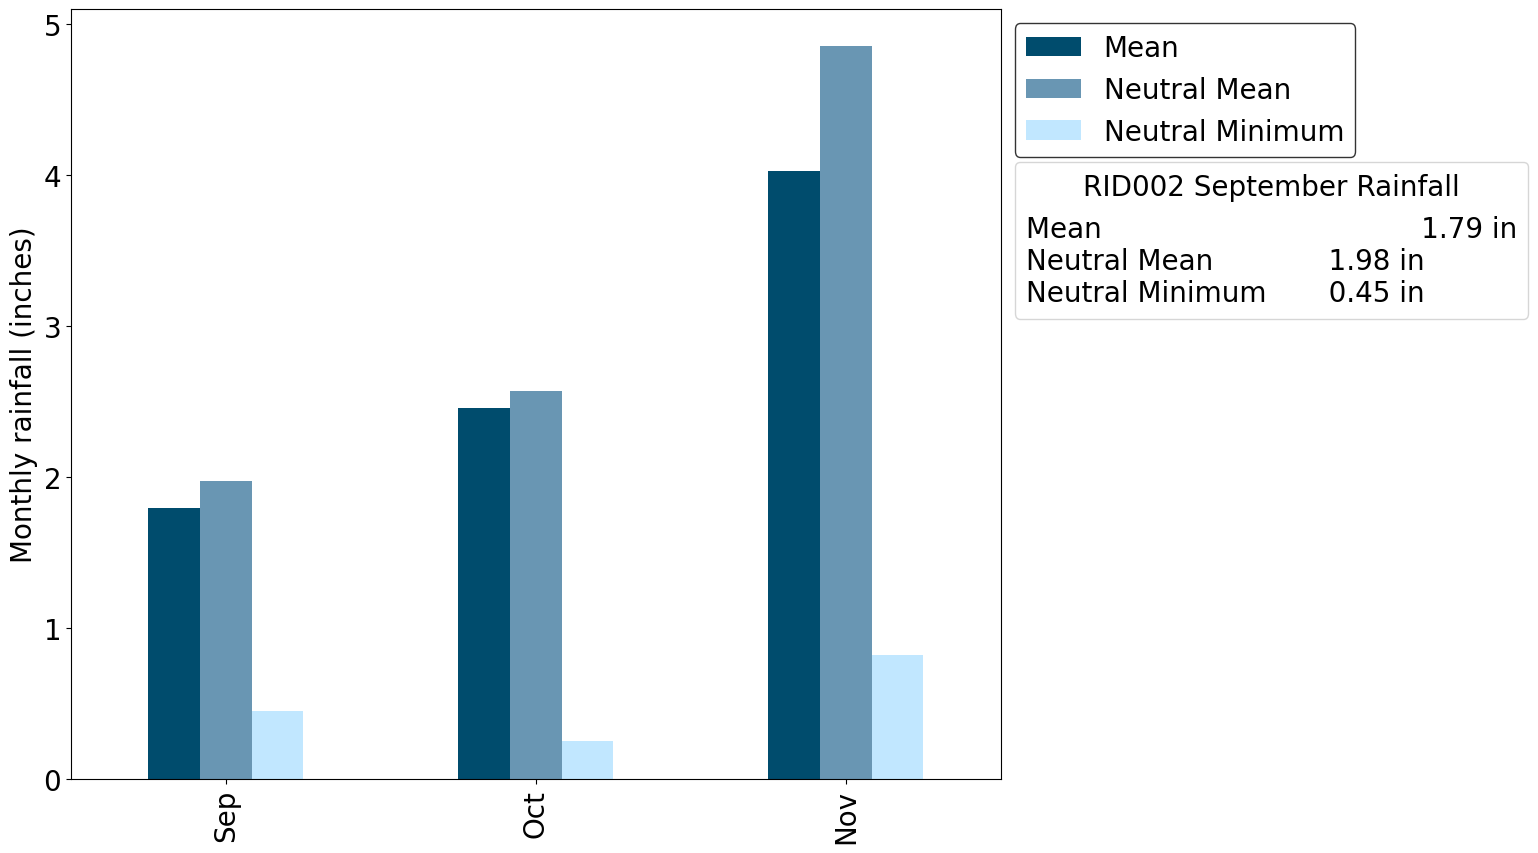 Monthly rainfall (inches)
5
4
3
2
1
0
Sep
Oct
Nov
Mean
Neutral Mean
Neutral Minimum
RID002 September Rainfall
Mean 1.79 in
Neutral Mean 1.98 in
Neutral Minimum 0.45 in